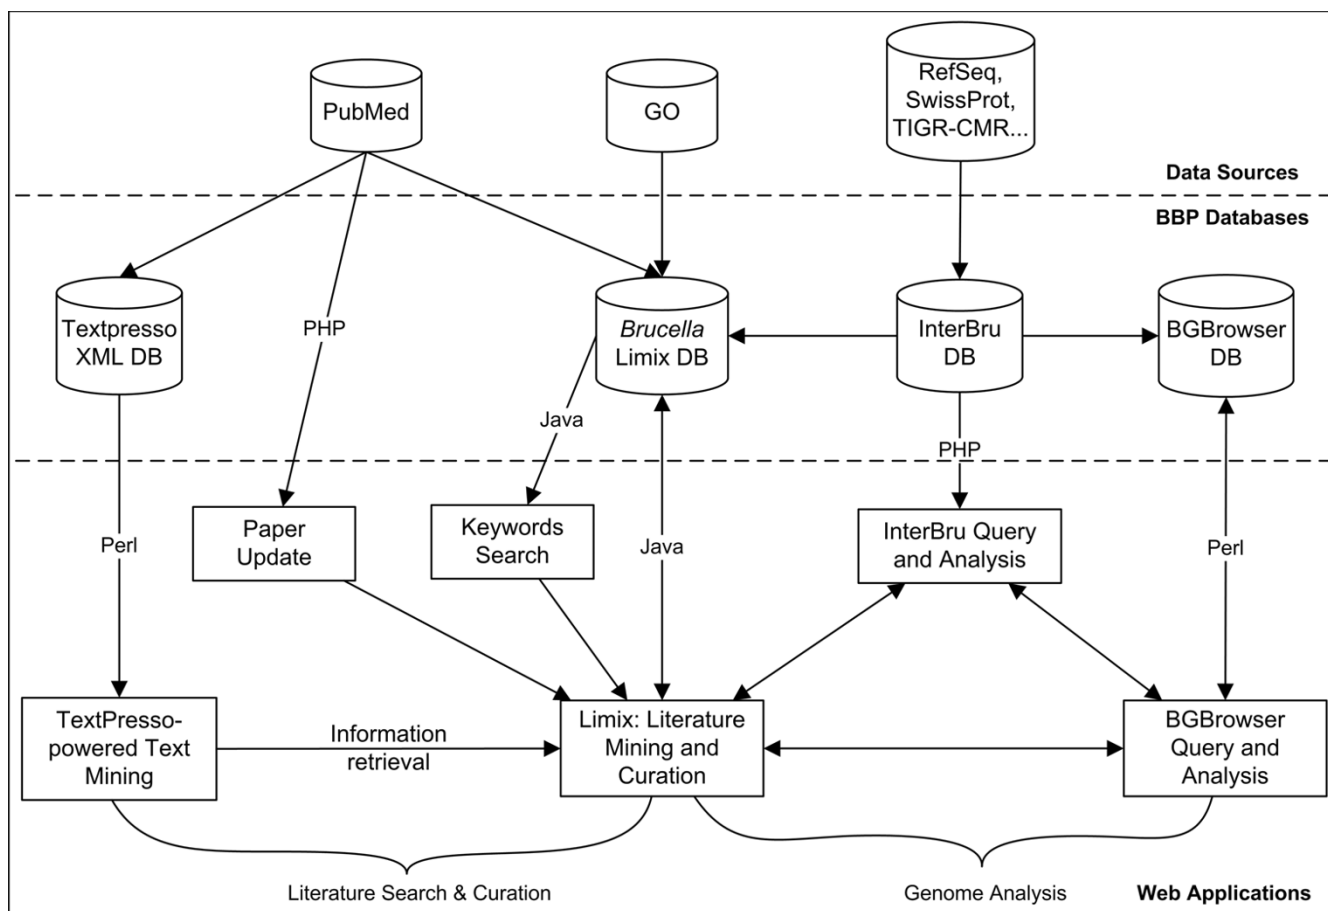 PubMed
GO
RefSeq,
SwissProt,
TIGR-CMR...
Data Sources
BBP Databases
Textpresso
XML DB
PHP
Brucella
Limix DB
InterBru
DB
BGBrowser
DB
Java
PHP
Paper
Update
Keywords
Search
InterBru Query
and Analysis
Perl
Java
Perl
TextPresso-
powered Text
Mining
Information
retrieval
Limix: Literature
Mining and
Curation
BGBrowser
Query and
Analysis
Literature Search & Curation
Genome Analysis
Web Applications